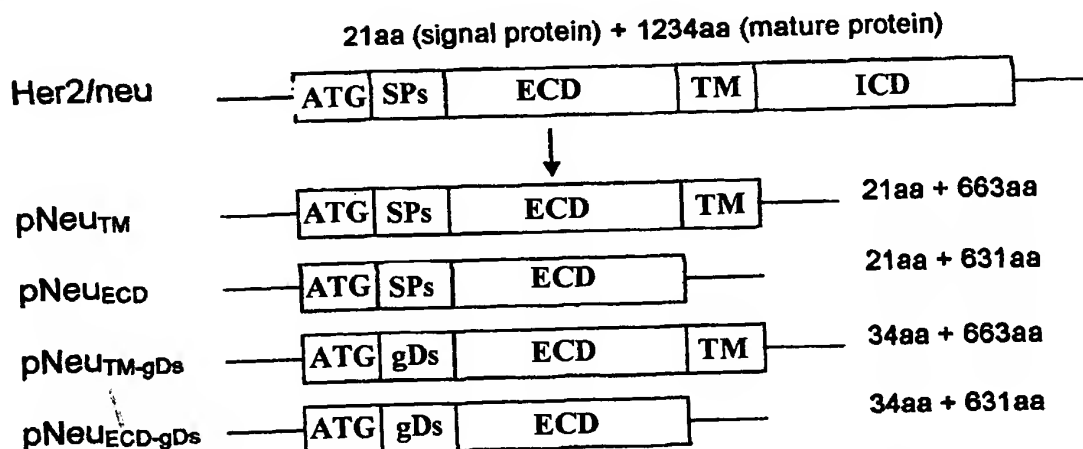 21aa (signal protein) + 1234aa (mature protein)
Her2/neu ATG SPs ECD TM ICD
pNeuTM ATG SPs ECD TM 21aa + 663aa
pNeuECD ATG SPs ECD 21aa + 631aa
pNeuTM-gDs ATG gDs ECD TM 34aa + 663aa
pNeuECD-gDs ATG gDs ECD 34aa + 631aa